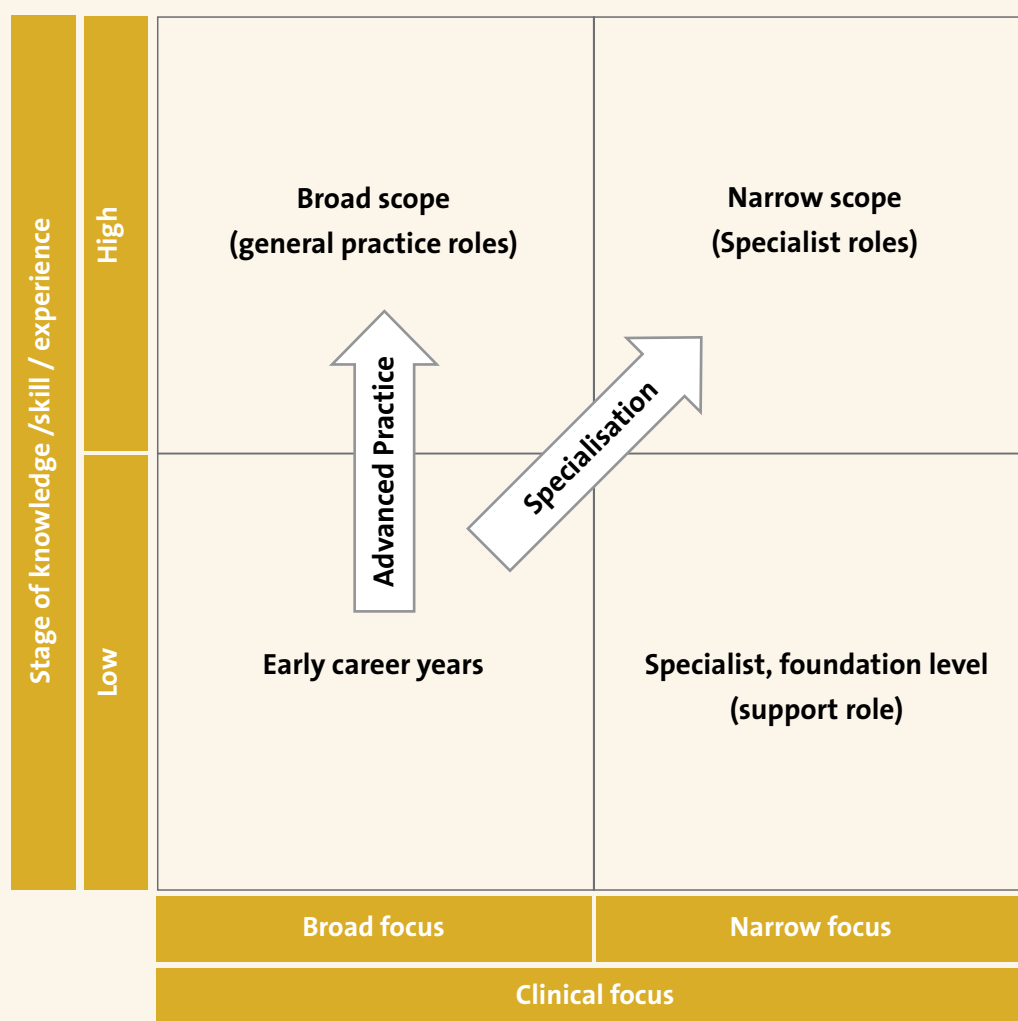 Stage of knowledge /skill / experience
High
Low
Broad scope
(general practice roles)
Narrow scope
(Specialist roles)
Advanced Practice
Specialisation
Early career years
Specialist, foundation level
(support role)
Broad focus
Narrow focus
Clinical focus